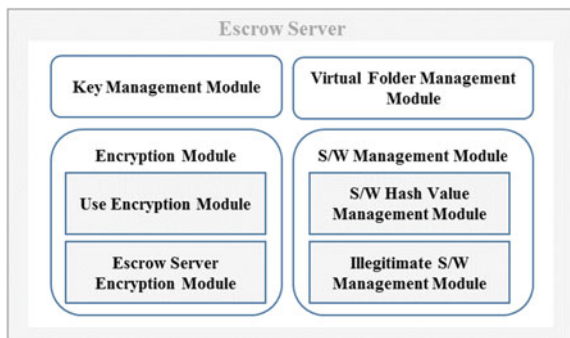 Escrow Server
Key Management Module
Virtual Folder Management
Module
Encryption Module
Use Encryption Module
Escrow Server
Encryption Module
S/W Management Module
S/W Hash Value
Management Module
Illegitimate S/W
Management Module